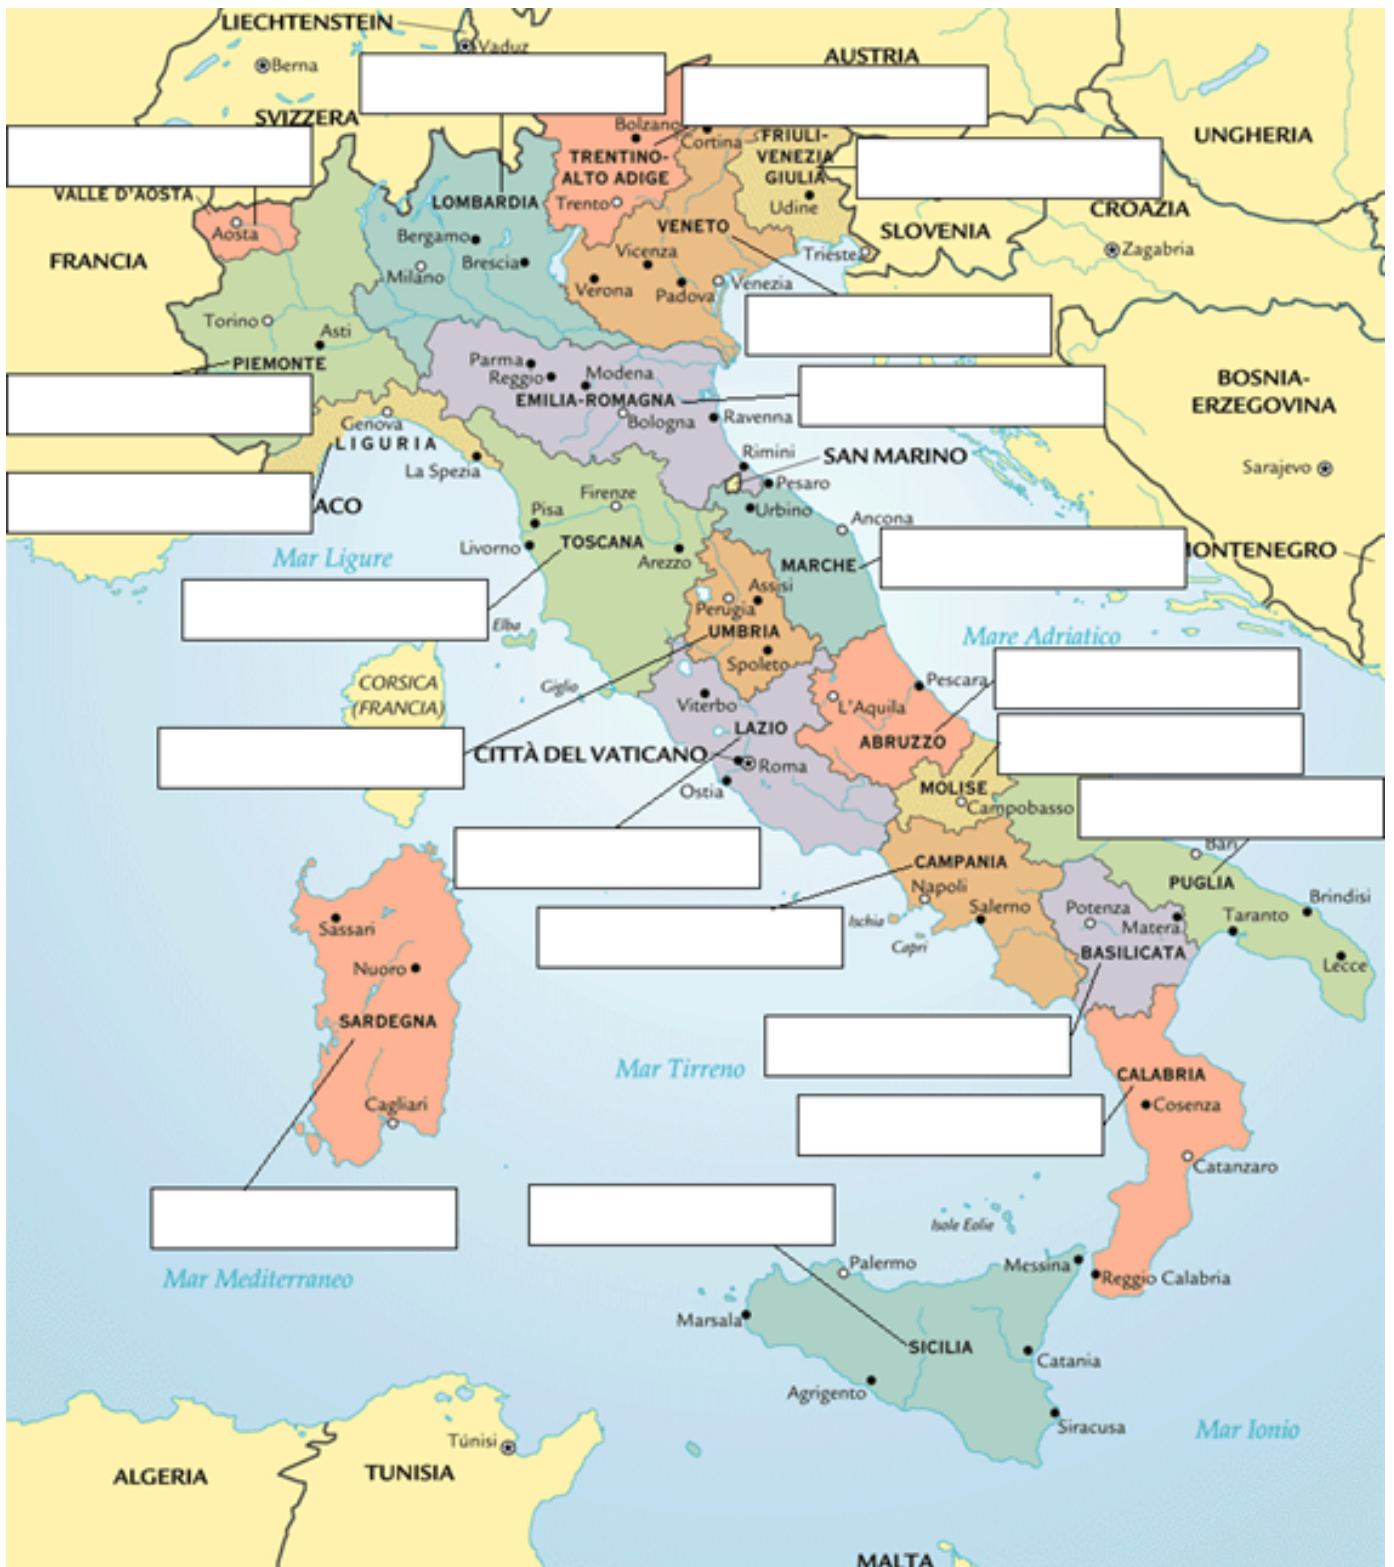 LIECHTENSTEIN
Vaduz
Berna
AUSTRIA
SVIZZERA
UNGHERIA
Bolzano
Cortina
FRIULI-
VENEZIA
GIULIA
TRENTINO-
ALTO ADIGE
VALLE D'AOSTA
LOMBARDIA
Trento
Udine
CROAZIA
Aosta
Bergamo
VENETO
SLOVENIA
FRANCIA
Milano
Brescia
Vicenza
Trieste
Zagabria
Verona
Padova
Venezia
Torino
Asti
PIEMONTE
Parma
Reggio
Modena
EMILIA-ROMAGNA
BOSNIA-
ERZEGOVINA
Genova
Bologna
Ravenna
LIGURIA
La Spezia
Rimini
SAN MARINO
Sarajevo
Pesaro
ACO
Firenze
Pisa
Urbino
Ancona
Mar Ligure
Livorno
TOSCANA
Arezzo
MARCHE
MONTENEGRO
Assisi
Perugia
Elba
UMBRIA
Mare Adriatico
Spoleto
CORSICA
(FRANCIA)
Giglio
Viterbo
L'Aquila
Pescara
LAZIO
ABRUZZO
CITTÀ DEL VATICANO
Roma
Ostia
MOLISE
Campobasso
CAMPANIA
Bari
Napoli
PUGLIA
Sassari
Ischia
Salerno
Potenza
Brindisi
Capri
Matera
Taranto
Nuoro
BASILICATA
Lecce
SARDEGNA
Mar Tirreno
CALABRIA
Cagliari
Cosenza
Catanzaro
Isole Eolie
Mar Mediterraneo
Palermo
Messina
Reggio Calabria
Marsala
SICILIA
Catania
Agrigento
Siracusa
Mar Ionio
Túnisi
ALGERIA
TUNISIA
MALTA